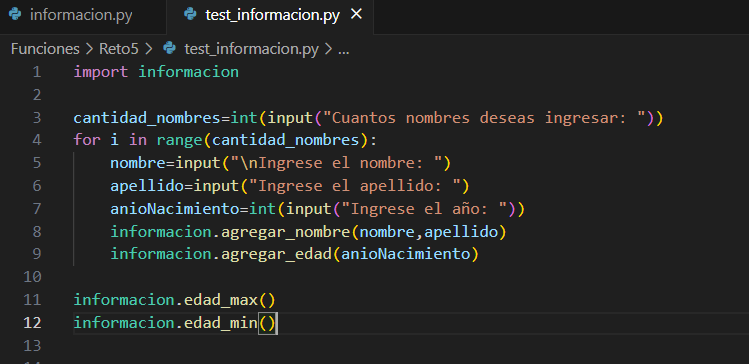 informacion.py test_informacion.py ×
Funciones > Reto5 > test_informacion.py > ...
1 import informacion
2
3 cantidad_nombres=int(input("Cuantos nombres deseas ingresar: "))
4 for i in range(cantidad_nombres):
5     nombre=input("\nIngrese el nombre: ")
6     apellido=input("Ingrese el apellido: ")
7     anioNacimiento=int(input("Ingrese el año: "))
8     informacion.agregar_nombre(nombre,apellido)
9     informacion.agregar_edad(anioNacimiento)
10
11 informacion.edad_max()
12 informacion.edad_min()
13